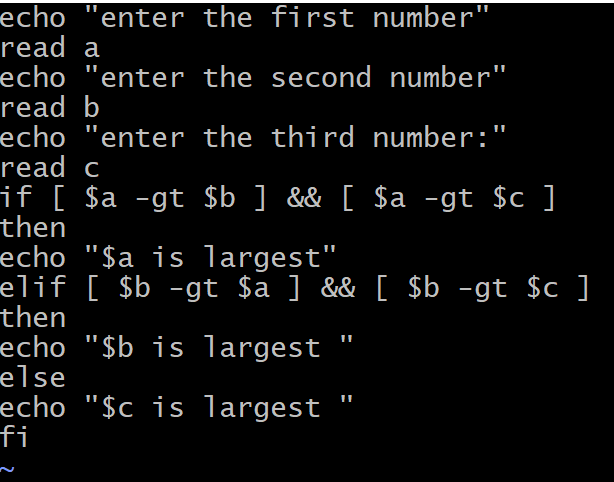 echo "enter the first number"
read a
echo "enter the second number"
read b
echo "enter the third number:"
read c
if [ $a -gt $b ] && [ $a -gt $c ]
then
echo "$a is largest"
elif [ $b -gt $a ] && [ $b -gt $c ]
then
echo "$b is largest "
else
echo "$c is largest "
fi
~